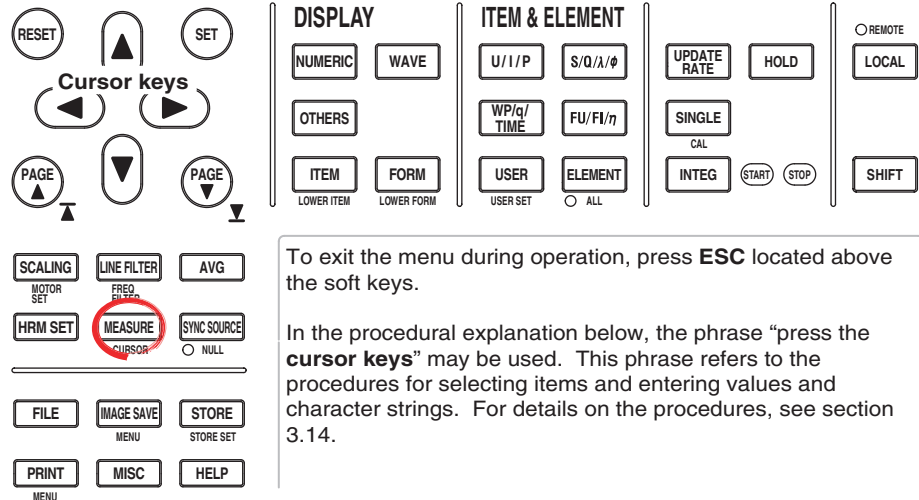 RESET
SET
Cursor keys
PAGE
PAGE
DISPLAY
NUMERIC
WAVE
OTHERS
ITEM
FORM
LOWER ITEM
LOWER FORM
ITEM & ELEMENT
U / I / P
S/Q/λ/ϕ
WP/q/
TIME
FU/FI/η
USER
ELEMENT
USER SET
ALL
UPDATE
RATE
HOLD
SINGLE
CAL
INTEG
START
STOP
REMOTE
LOCAL
SHIFT
SCALING
LINE FILTER
AVG
MOTOR
SET
FREQ
FILTER
HRM SET
MEASURE
SYNC SOURCE
CURSOR
NULL
FILE
IMAGE SAVE
STORE
MENU
STORE SET
PRINT
MISC
HELP
MENU
To exit the menu during operation, press ESC located above
the soft keys.
In the procedural explanation below, the phrase “press the
cursor keys” may be used. This phrase refers to the
procedures for selecting items and entering values and
character strings. For details on the procedures, see section
3.14.